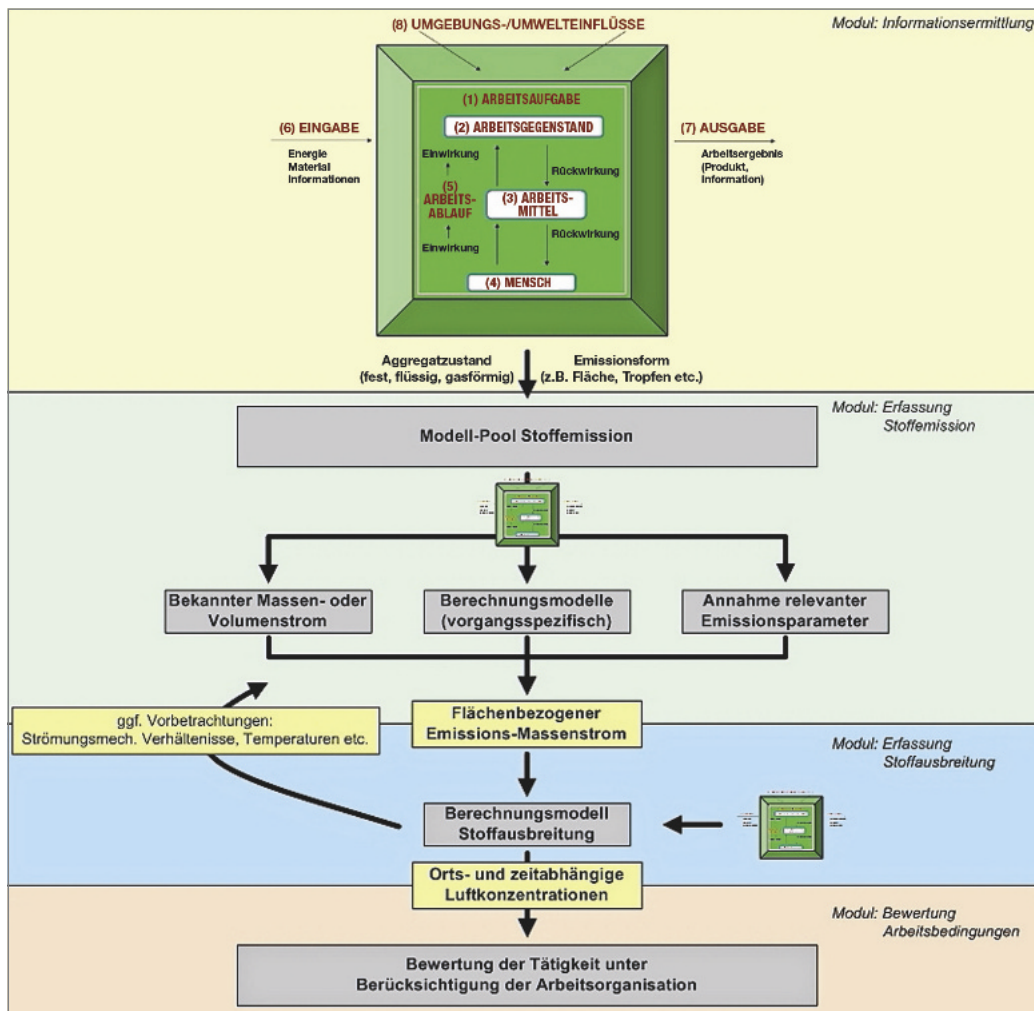 Modul: Informationsermittlung
(8) UMGEBUNGS-/UMWELTEINFLÜSSE
(1) ARBEITSAUFGABE
(6) EINGABE
(2) ARBEITSGEGENSTAND
(7) AUSGABE
Energie
Material
Informationen
Einwirkung
Rückwirkung
Arbeitsergebnis
(Produkt,
Information)
(5)
ARBEITS-
ABLAUF
(3) ARBEITS-
MITTEL
Einwirkung
Rückwirkung
(4) MENSCH
Aggregatzustand
(fest, flüssig, gasförmig)
Emissionsform
(z.B. Fläche, Tropfen etc.)
Modul: Erfassung
Stoffemission
Modell-Pool Stoffemission
Bekannter Massen- oder
Volumenstrom
Berechnungsmodelle
(vorgangsspezifisch)
Annahme relevanter
Emissionsparameter
ggf. Vorbetrachtungen:
Strömungsmech. Verhältnisse, Temperaturen etc.
Flächenbezogener
Emissions-Massenstrom
Modul: Erfassung
Stoffausbreitung
Berechnungsmodell
Stoffausbreitung
Orts- und zeitabhängige
Luftkonzentrationen
Modul: Bewertung
Arbeitsbedingungen
Bewertung der Tätigkeit unter
Berücksichtigung der Arbeitsorganisation